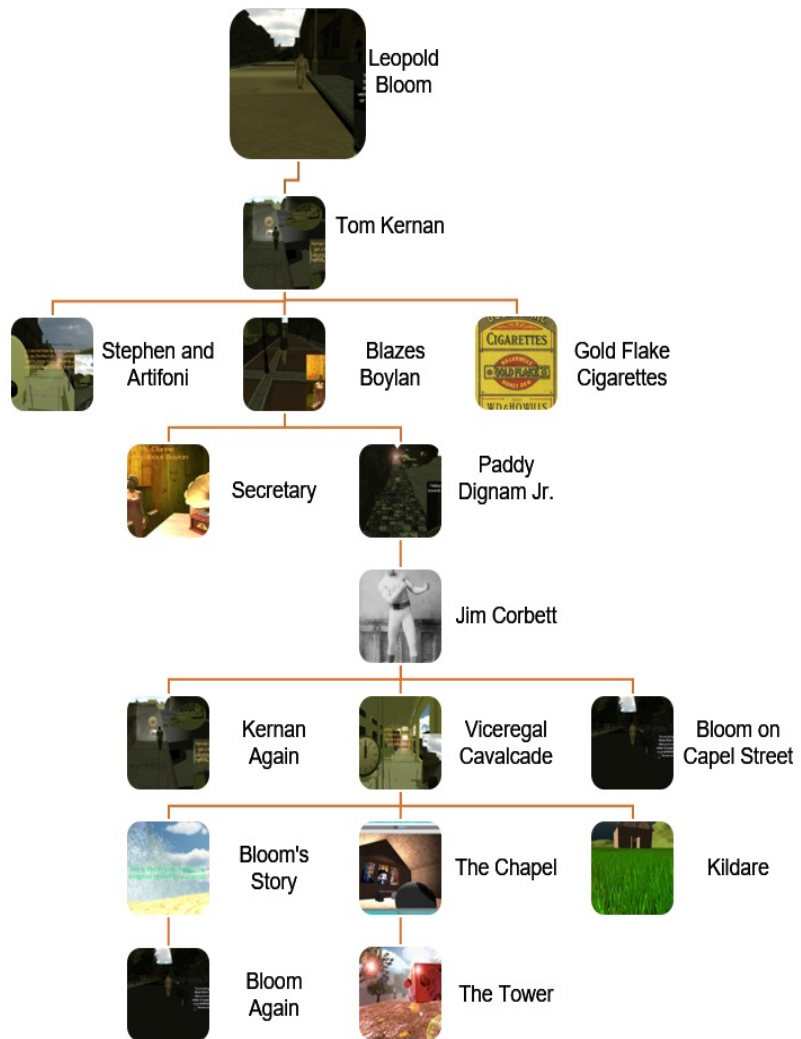 Leopold
Bloom
Tom Kernan
Stephen and
Artifoni
Blazes
Boylan
CIGARETTES
GOLD FLAKE
HONEY DEW
W.D.& H.O.WILLS
Gold Flake
Cigarettes
Secretary
Paddy
Dignam Jr.
Jim Corbett
Kernan
Again
Viceregal
Cavalcade
Bloom on
Capel Street
Bloom's
Story
The Chapel
Kildare
Bloom
Again
The Tower